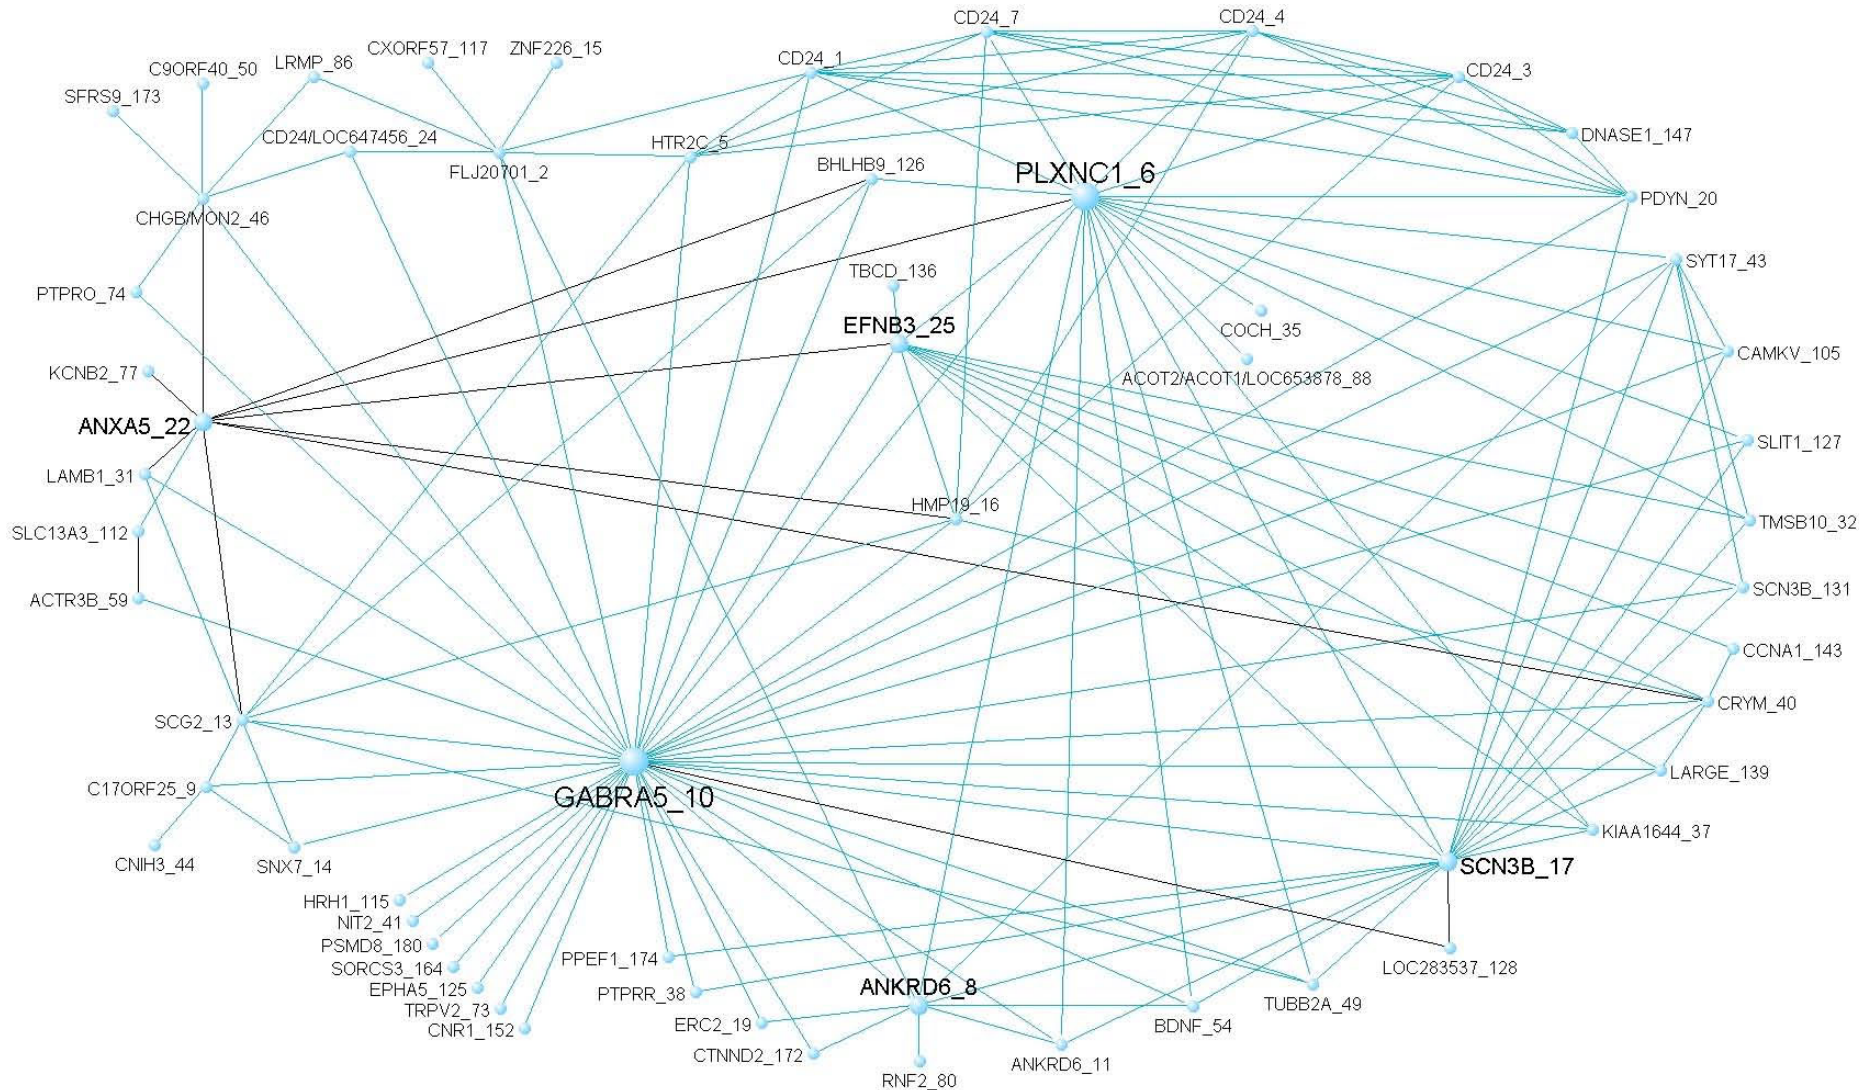 CD24_7
CD24_4
CXORF57_117
ZNF226_15
LRMP_86
C9ORF40_50
CD24_1
CD24_3
SFRS9_173
CD24/LOC647456_24
DNASE1_147
HTR2C_5
BHLHB9_126
FLJ20701_2
PLXNC1_6
PDYN_20
CHGB/MON2_46
SYT17_43
TBCD_136
PTPRO_74
EFNB3_25
COCH_35
CAMKV_105
KCNB2_77
ACOT2/ACOT1/LOC653878_88
ANXA5_22
SLIT1_127
LAMB1_31
HMP19_16
TMSB10_32
SLC13A3_112
SCN3B_131
ACTR3B_59
CCNA1_143
CRYM_40
SCG2_13
LARGE_139
C17ORF25_9
GABRA5_10
KIAA1644_37
CNIH3_44
SNX7_14
SCN3B_17
HRH1_115
NIT2_41
PSMD8_180
PPEF1_174
SORCS3_164
LOC283537_128
EPHA5_125
PTPRR_38
ANKRD6_8
TRPV2_73
TUBB2A_49
CNR1_152
ERC2_19
BDNF_54
CTNND2_172
ANKRD6_11
RNF2_80